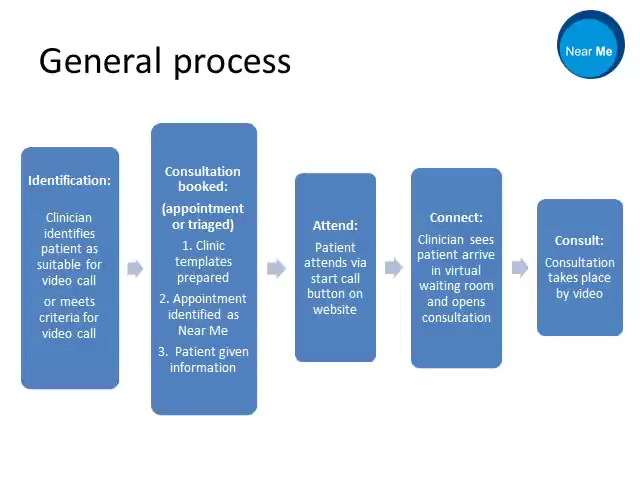 General process
Near Me
Identification:
Clinician
identifies
patient as
suitable for
video call
or meets
criteria for
video call
Consultation
booked:
(appointment
or triaged)
1. Clinic
templates
prepared
2. Appointment
identified as
Near Me
3. Patient given
information
Attend:
Patient
attends via
start call
button on
website
Connect:
Clinician sees
patient arrive
in virtual
waiting room
and opens
consultation
Consult:
Consultation
takes place
by video